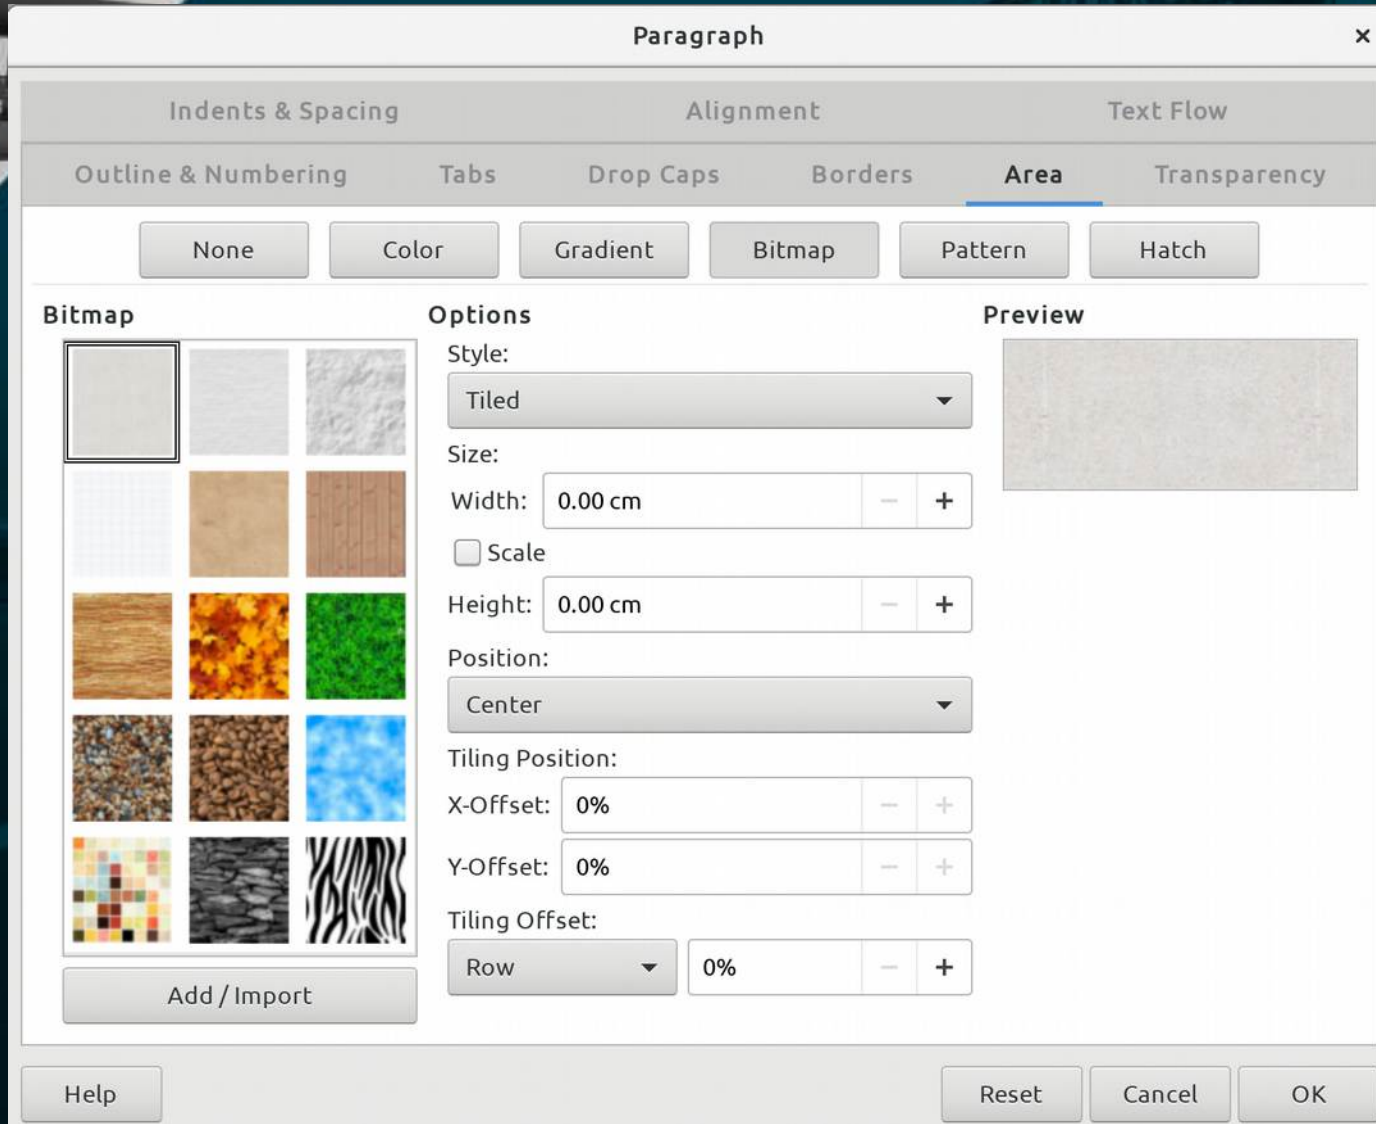 Paragraph
Indents & Spacing Alignment Text Flow
Outline & Numbering Tabs Drop Caps Borders Area Transparency
None Color Gradient Bitmap Pattern Hatch
Bitmap Options Preview
Style:
Tiled
Size:
Width: 0.00 cm
Scale
Height: 0.00 cm
Position:
Center
Tiling Position:
X-Offset: 0%
Y-Offset: 0%
Tiling Offset:
Row 0%
Add / Import
Help Reset Cancel OK